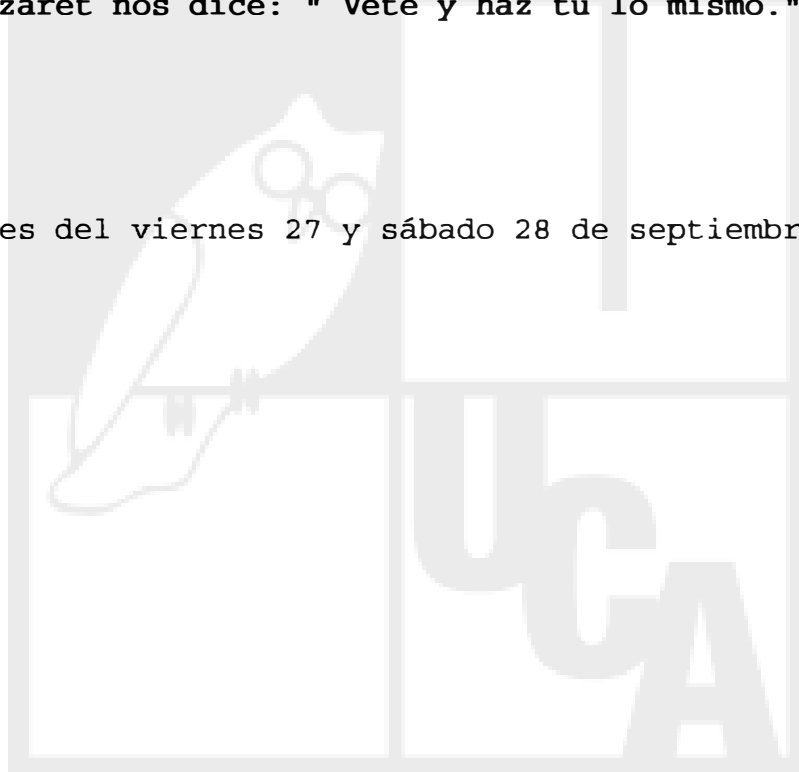 zaret nos dice: " Vete y haz tú lo mismo."
es del viernes 27 y sábado 28 de septiembr
UCA